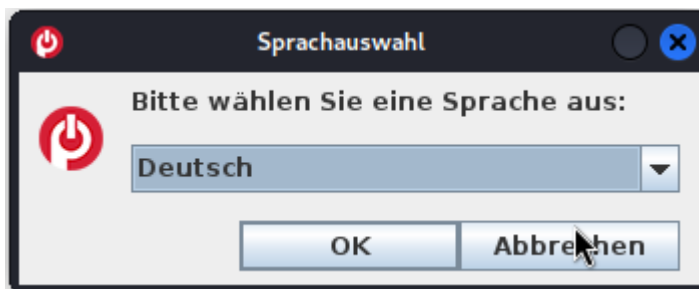 Sprachauswahl
Bitte wählen Sie eine Sprache aus:
Deutsch
OK
Abbrechen